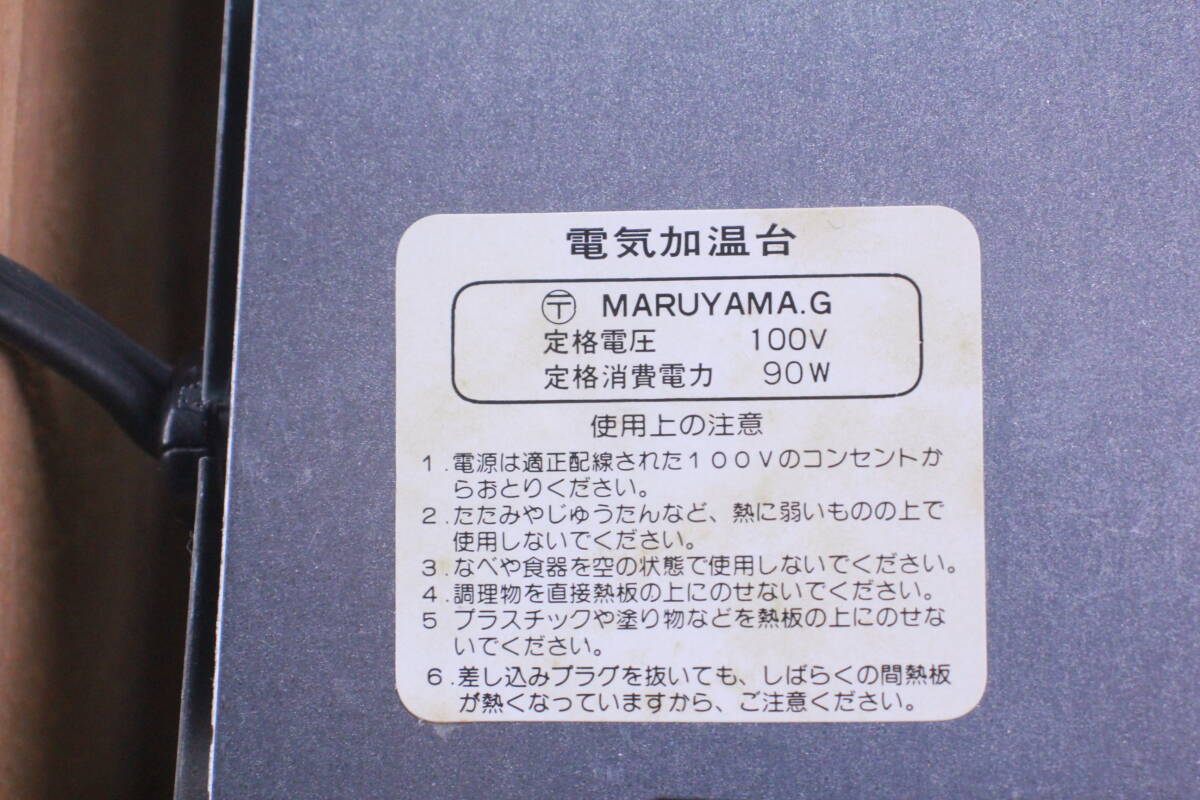 電気加温台
〶 MARUYAMA.G
定格電圧 100V
定格消費電力 90W
使用上の注意
1.電源は適正配線された100Vのコンセントか
らおとりください。
2.たたみやじゅうたんなど、熱に弱いものの上で
使用しないでください。
3.なべや食器を空の状態で使用しないでください。
4.調理物を直接熱板の上にのせないでください。
5 プラスチックや塗り物などを熱板の上にのせな
いでください。
6.差し込みプラグを抜いても、しばらくの間熱板
が熱くなっていますから、ご注意ください。